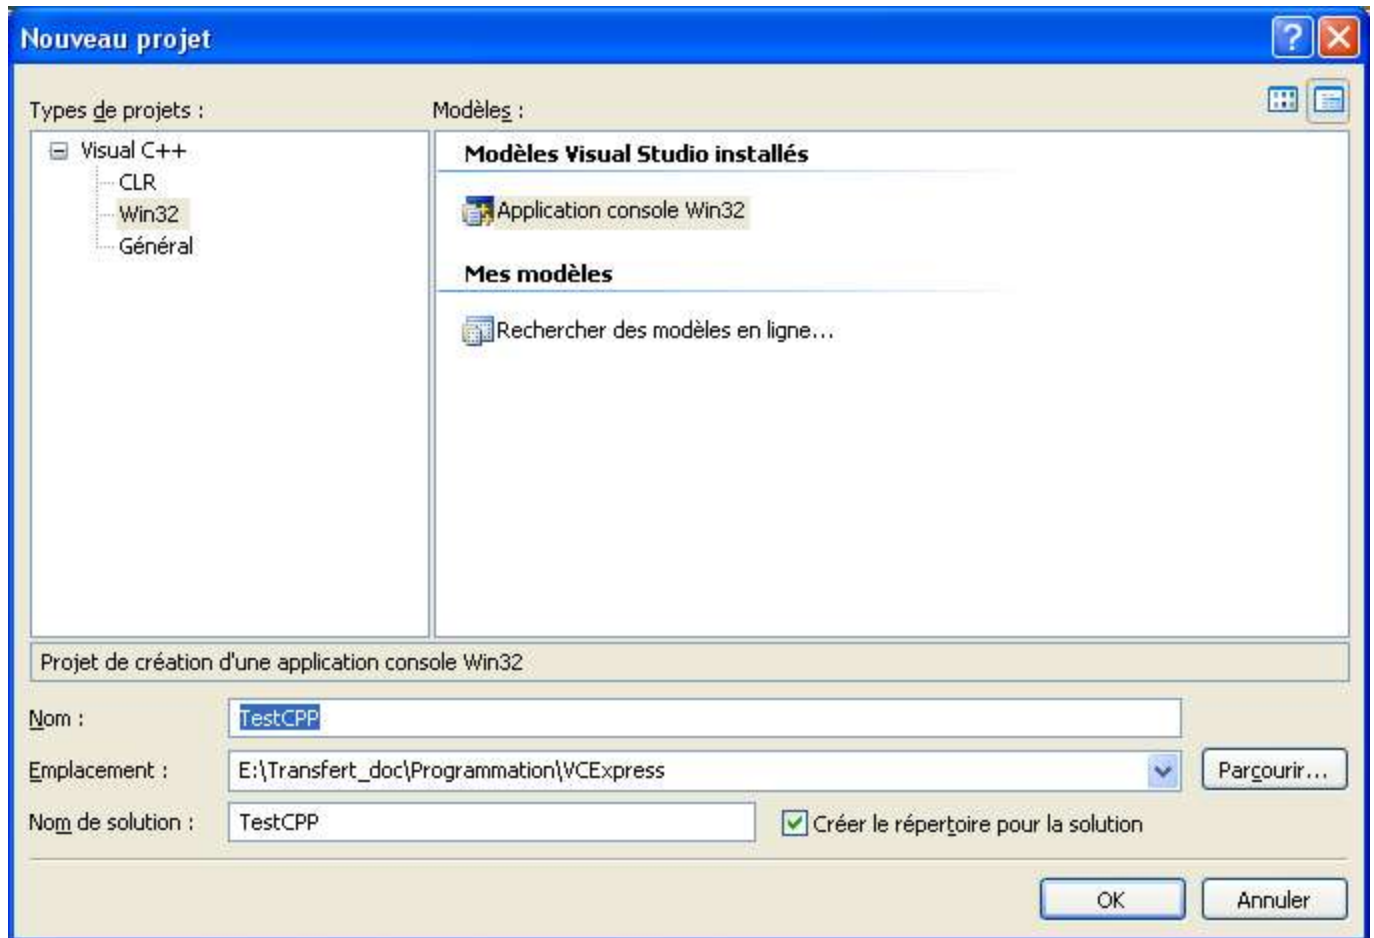 Nouveau projet
Types de projets :
Modèles :
Visual C++
CLR
Win32
Général
Modèles Visual Studio installés
Application console Win32
Mes modèles
Rechercher des modèles en ligne...
Projet de création d'une application console Win32
Nom :
TestCPP
Emplacement :
E:\Transfert_doc\Programmation\VCExpress
Parcourir...
Nom de solution :
TestCPP
Créer le répertoire pour la solution
OK
Annuler